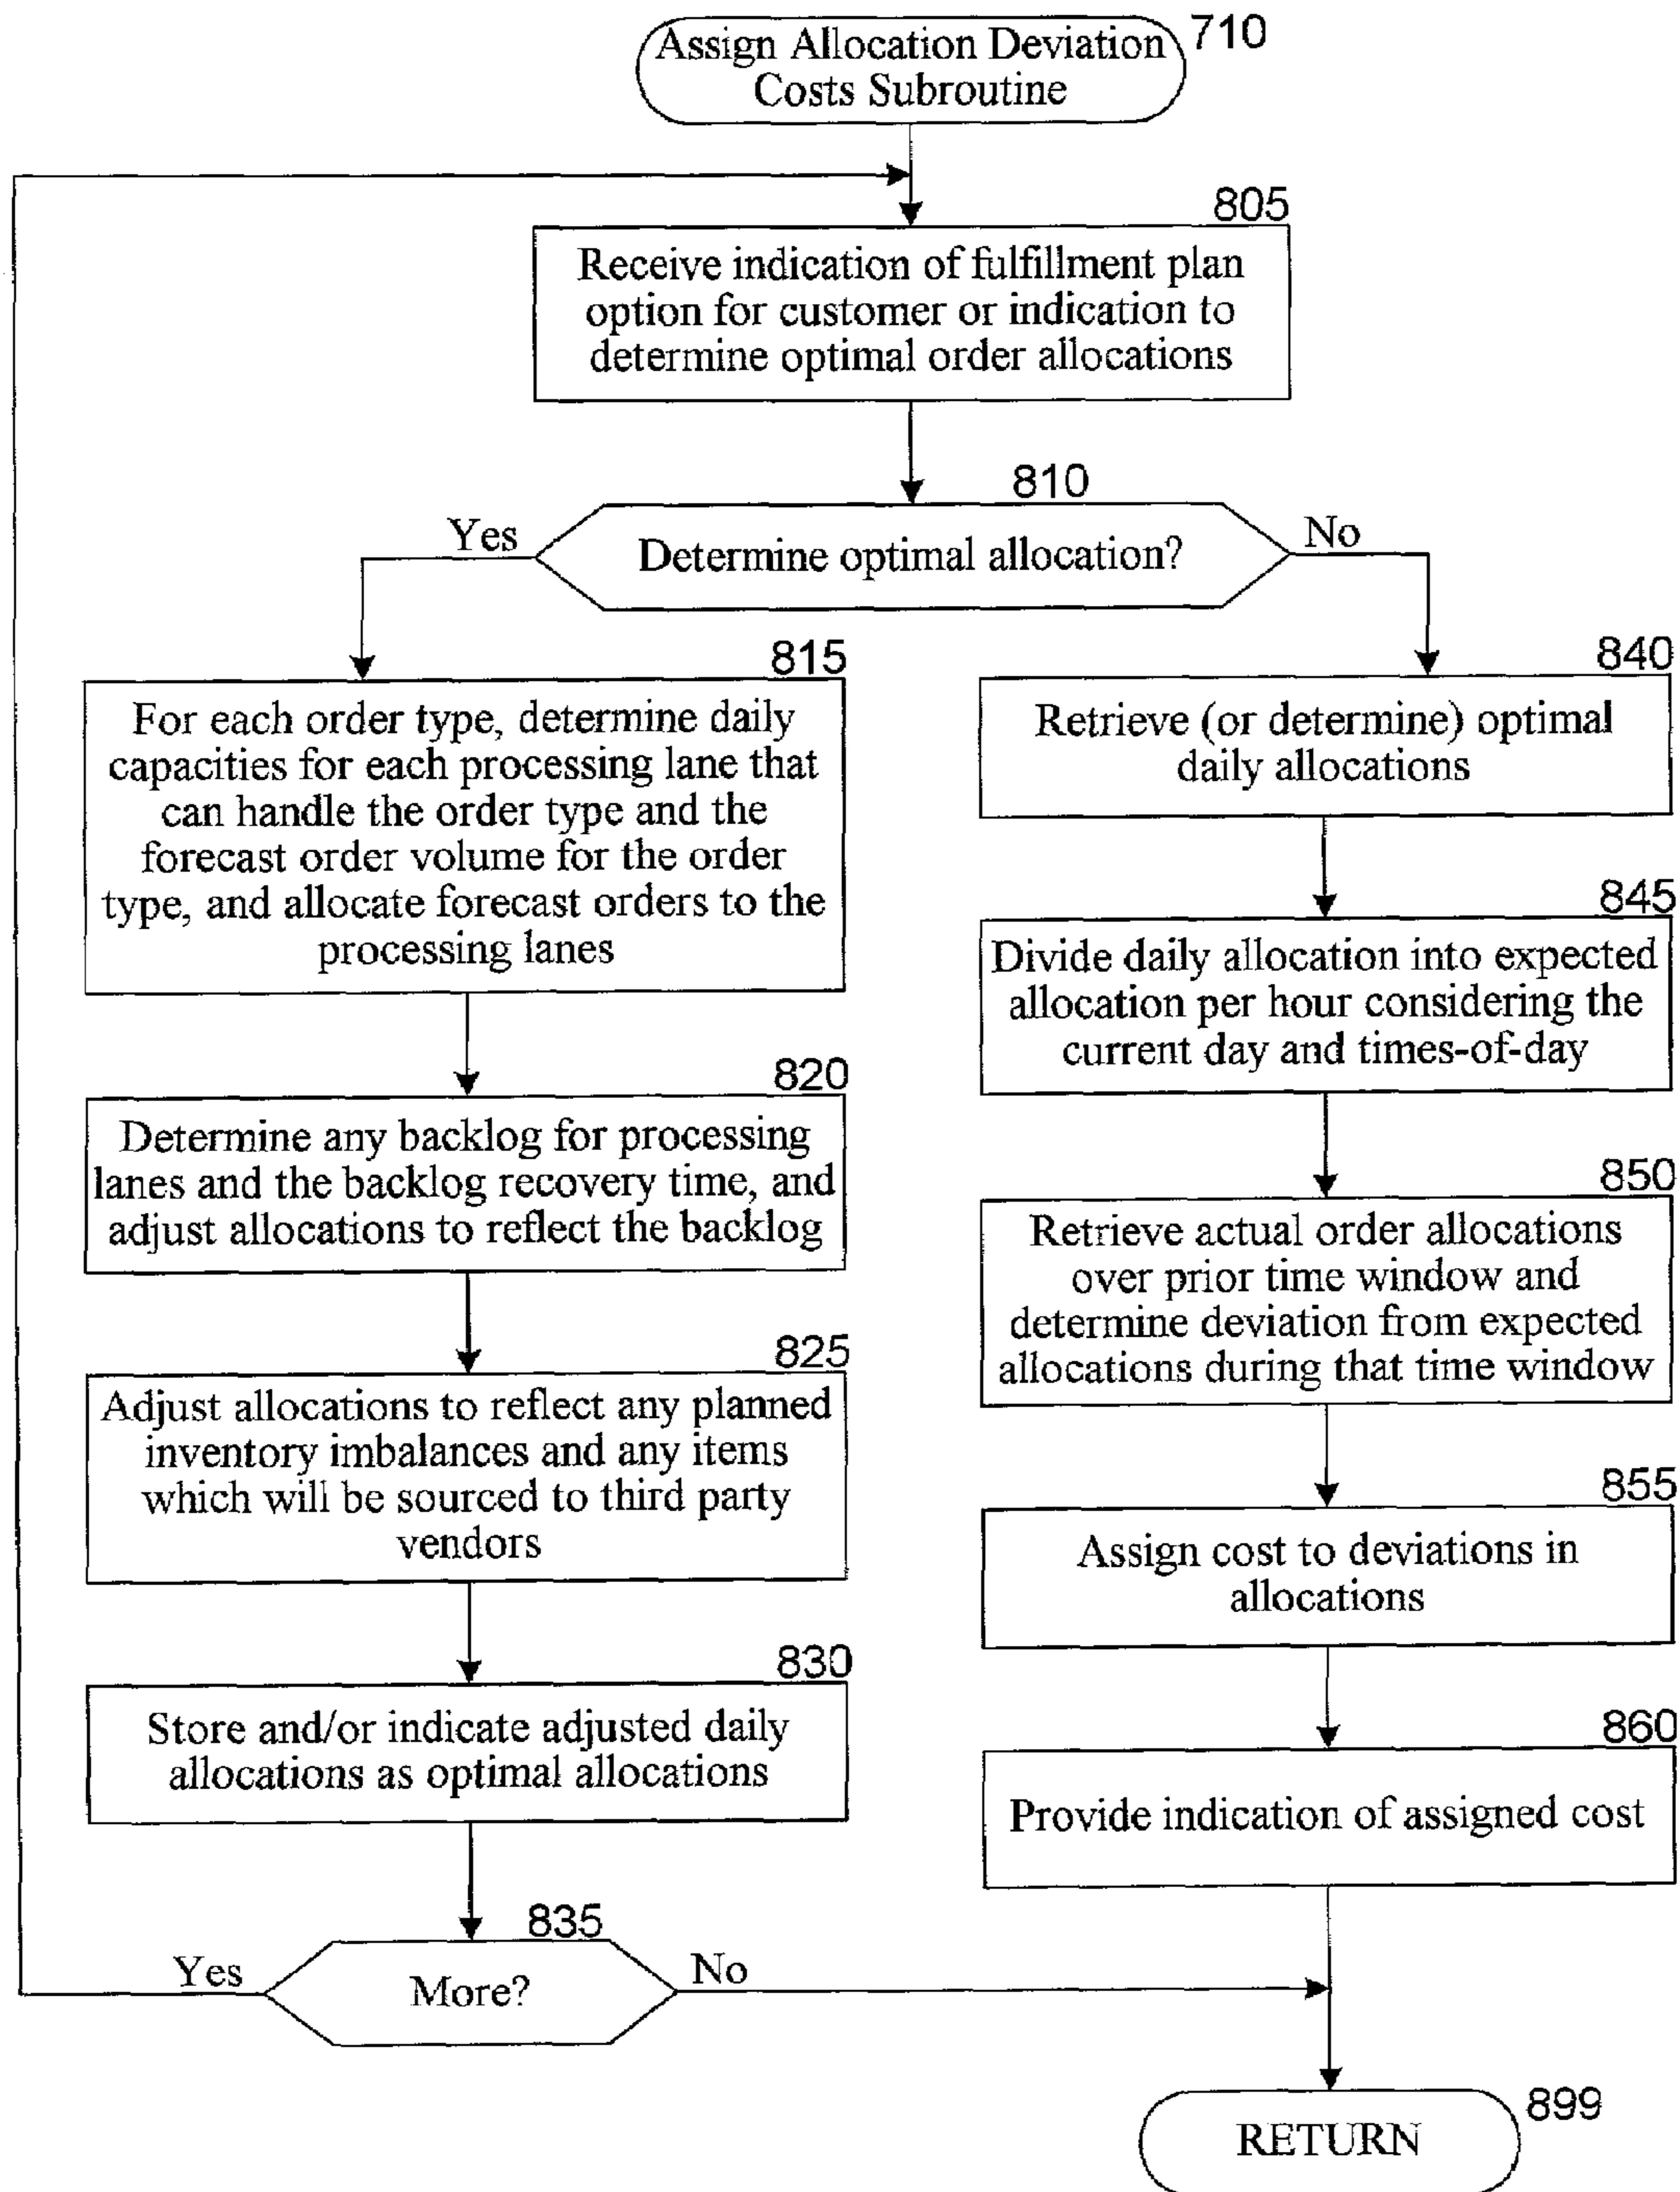 Assign Allocation Deviation
Costs Subroutine
710
805
Receive indication of fulfillment plan
option for customer or indication to
determine optimal order allocations
810
Yes
Determine optimal allocation?
No
815
For each order type, determine daily
capacities for each processing lane that
can handle the order type and the
forecast order volume for the order
type, and allocate forecast orders to the
processing lanes
820
Determine any backlog for processing
lanes and the backlog recovery time, and
adjust allocations to reflect the backlog
825
Adjust allocations to reflect any planned
inventory imbalances and any items
which will be sourced to third party
vendors
830
Store and/or indicate adjusted daily
allocations as optimal allocations
835
Yes
More?
No
840
Retrieve (or determine) optimal
daily allocations
845
Divide daily allocation into expected
allocation per hour considering the
current day and times-of-day
850
Retrieve actual order allocations
over prior time window and
determine deviation from expected
allocations during that time window
855
Assign cost to deviations in
allocations
860
Provide indication of assigned cost
899
RETURN